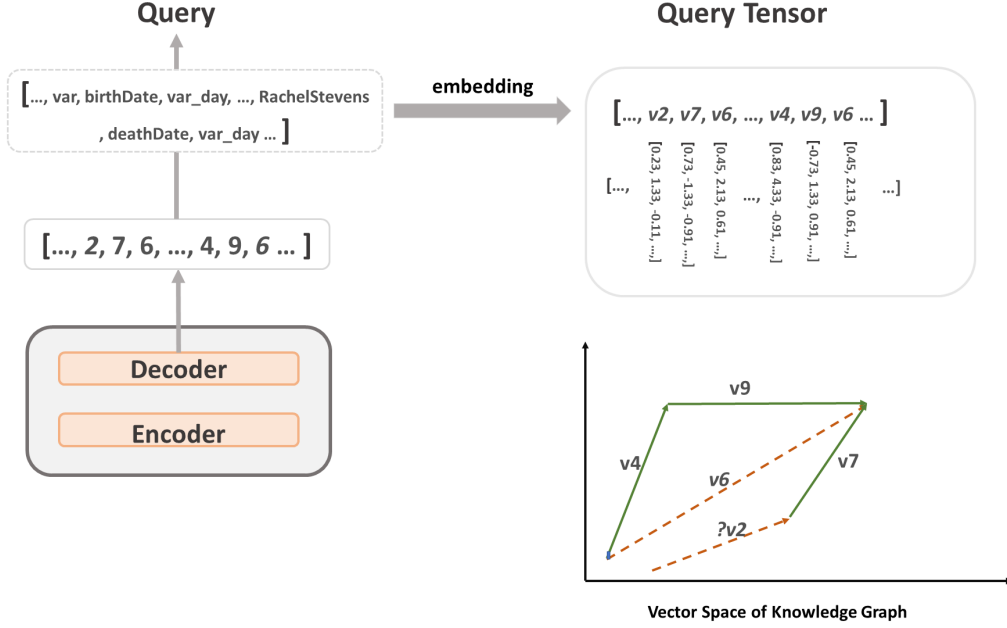 Query
[..., var, birthDate, var_day, ..., RachelStevens
, deathDate, var_day ... ]
[..., 2, 7, 6, ..., 4, 9, 6 ... ]
Decoder
Encoder
embedding
Query Tensor
[..., v2, v7, v6, ..., v4, v9, v6 ... ]
[...,
[0.23, 1.33, -0.11, ...,]
[0.73, -1.33, -0.91, ...,]
[0.45, 2.13, 0.61, ...,]
...,
[0.83, 4.33, -0.91, ...,]
[-0.73, 1.33, 0.91, ...,]
[0.45, 2.13, 0.61, ...,]
...]
v9
v4
v6
v7
?v2
Vector Space of Knowledge Graph